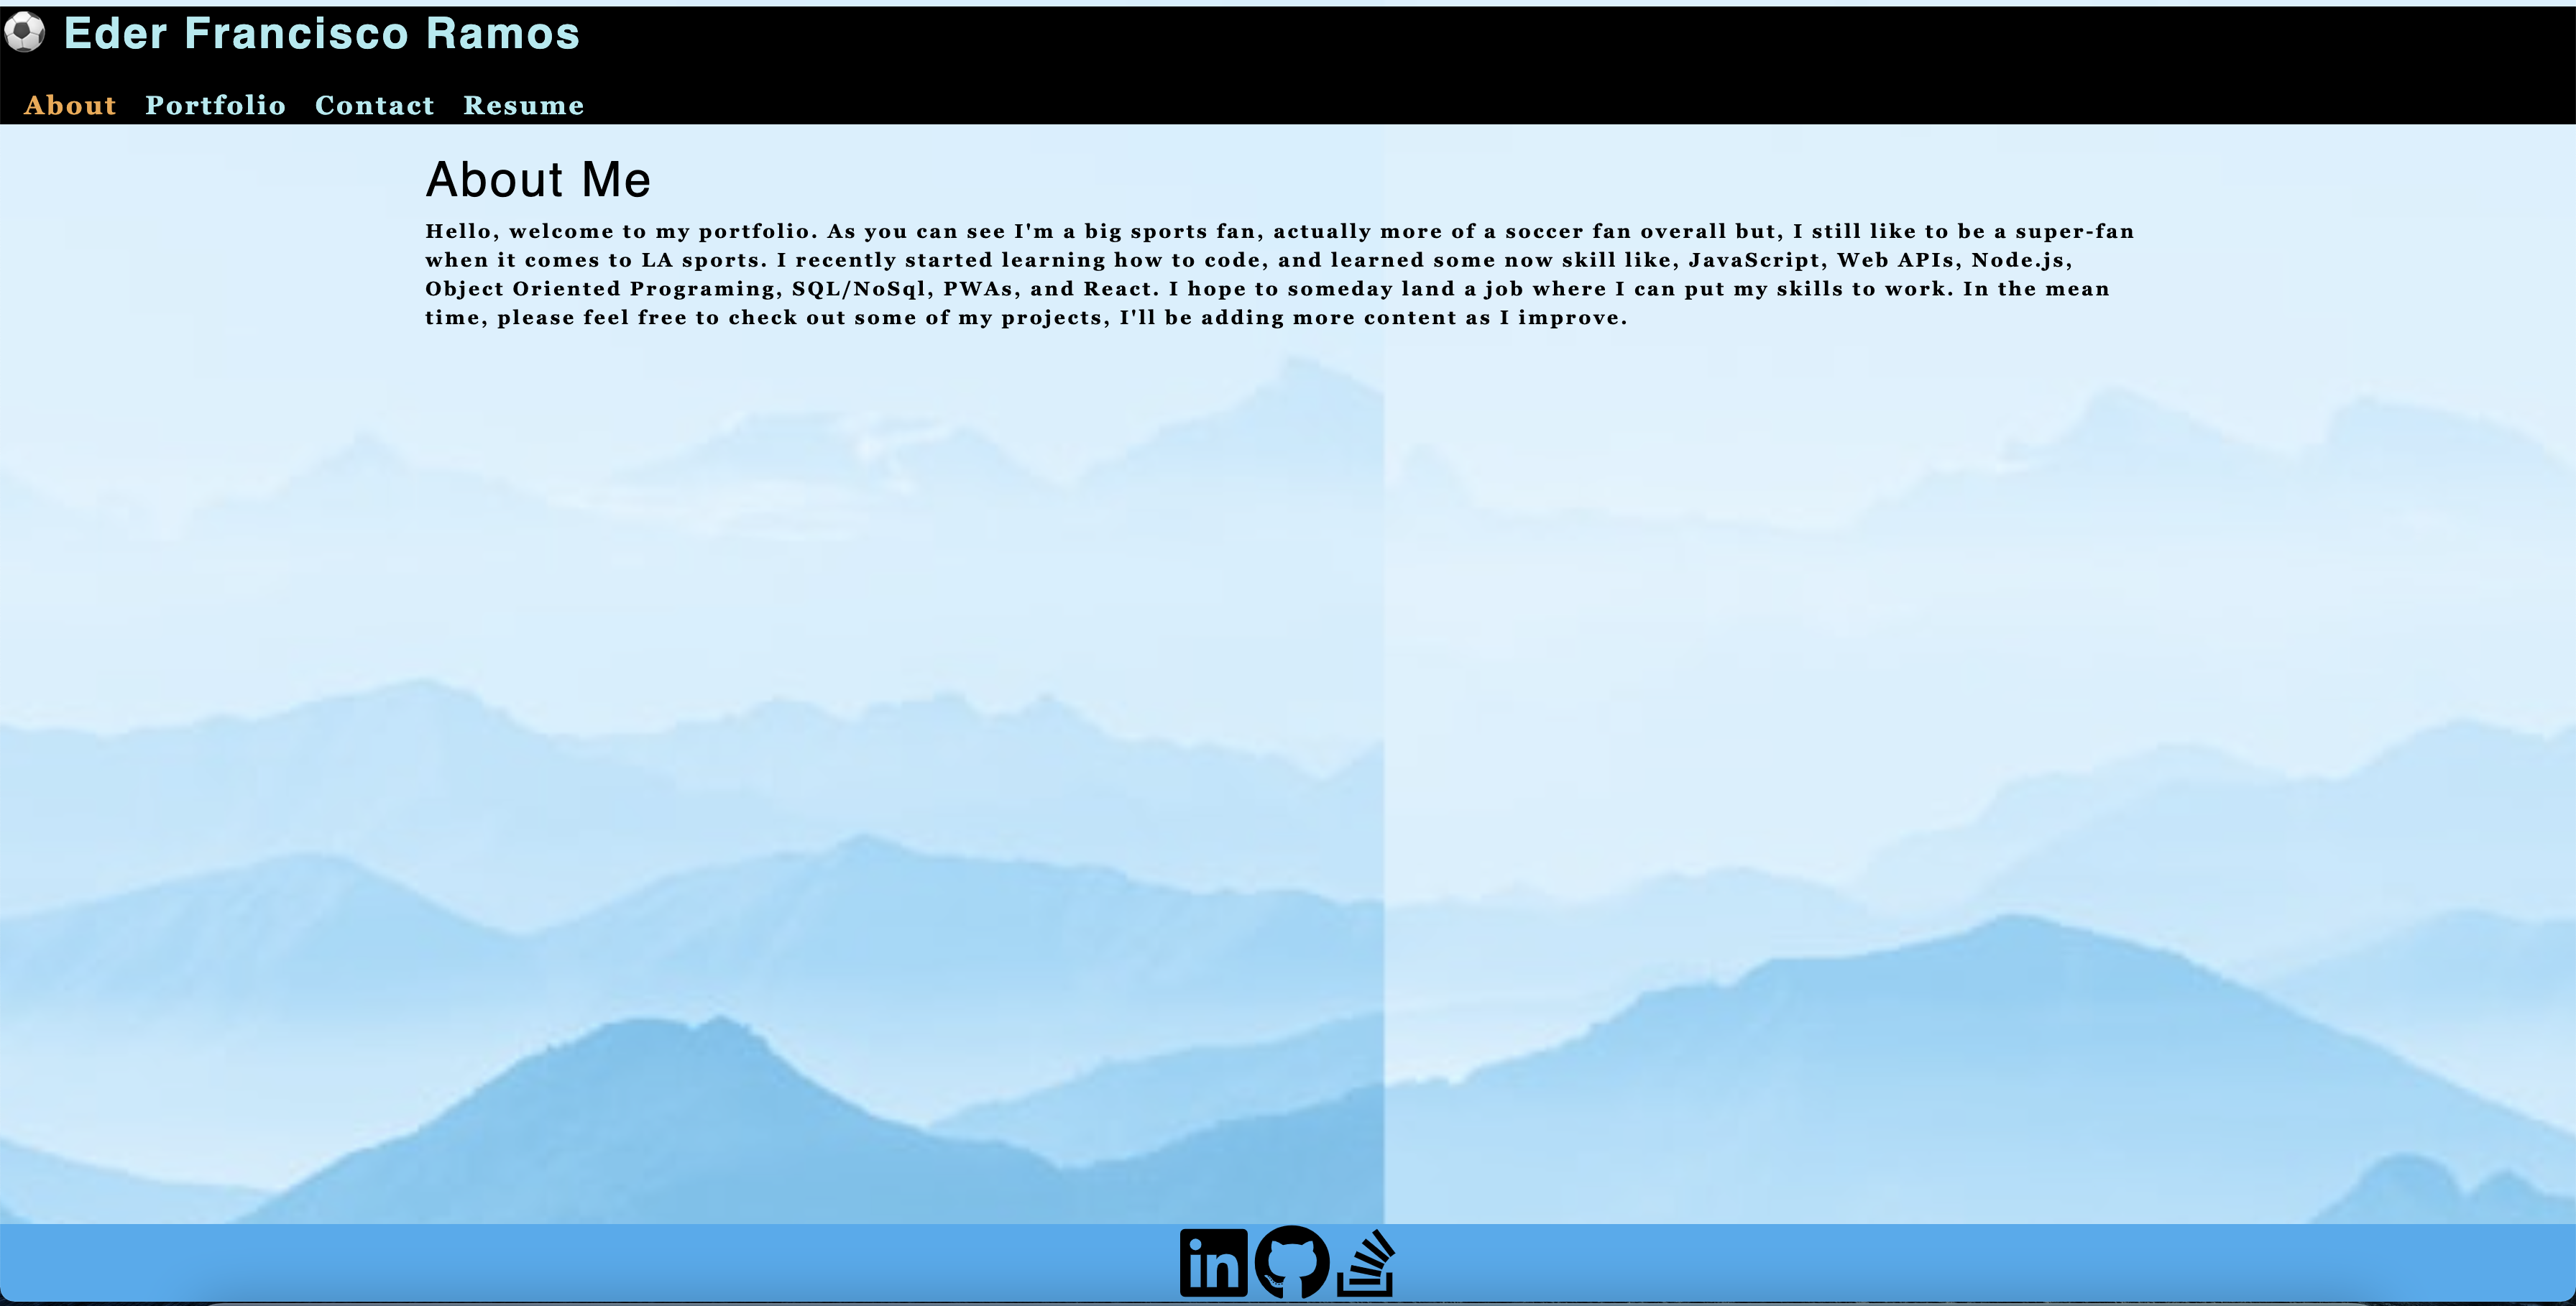 Eder Francisco Ramos
About Portfolio Contact Resume
About Me
Hello, welcome to my portfolio. As you can see I'm a big sports fan, actually more of a soccer fan overall but, I still like to be a super-fan
when it comes to LA sports. I recently started learning how to code, and learned some now skill like, JavaScript, Web APIs, Node.js,
Object Oriented Programing, SQL/NoSql, PWAs, and React. I hope to someday land a job where I can put my skills to work. In the mean
time, please feel free to check out some of my projects, I'll be adding more content as I improve.
in